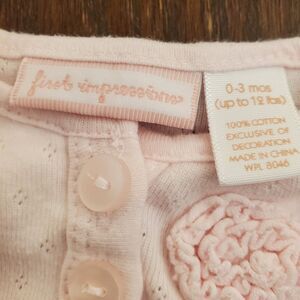 first impressions
0-3 mos
(up to 12 lbs)
100% COTTON
EXCLUSIVE OF
DECORATION
MADE IN CHINA
WPL 8046